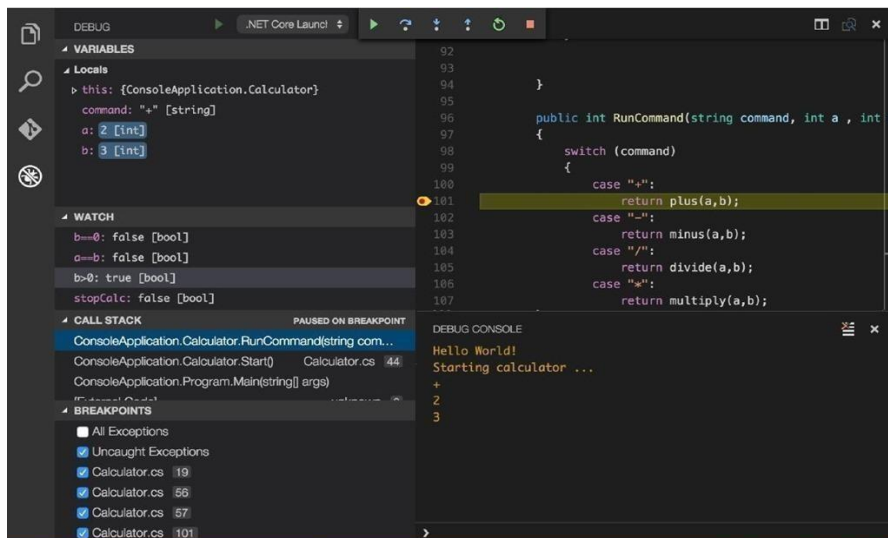 DEBUG
.NET Core Launcl
VARIABLES
Locals
this: {ConsoleApplication.Calculator}
command: "+" [string]
a: 2 [int]
b: 3 [int]
WATCH
b==0: false [bool]
a==b: false [bool]
b>0: true [bool]
stopCalc: false [bool]
CALL STACK PAUSED ON BREAKPOINT
ConsoleApplication.Calculator.RunCommand(string com...
ConsoleApplication.Calculator.Start() Calculator.cs 44
ConsoleApplication.Program.Main(string[] args)
BREAKPOINTS
All Exceptions
Uncaught Exceptions
Calculator.cs 19
Calculator.cs 56
Calculator.cs 57
Calculator.cs 101
92
93
94 }
95
96 public int RunCommand(string command, int a , int
97 {
98 switch (command)
99 {
100 case "+":
101 return plus(a,b);
102 case "-":
103 return minus(a,b);
104 case "/":
105 return divide(a,b);
106 case "*":
107 return multiply(a,b);
DEBUG CONSOLE
Hello World!
Starting calculator ...
+
2
3